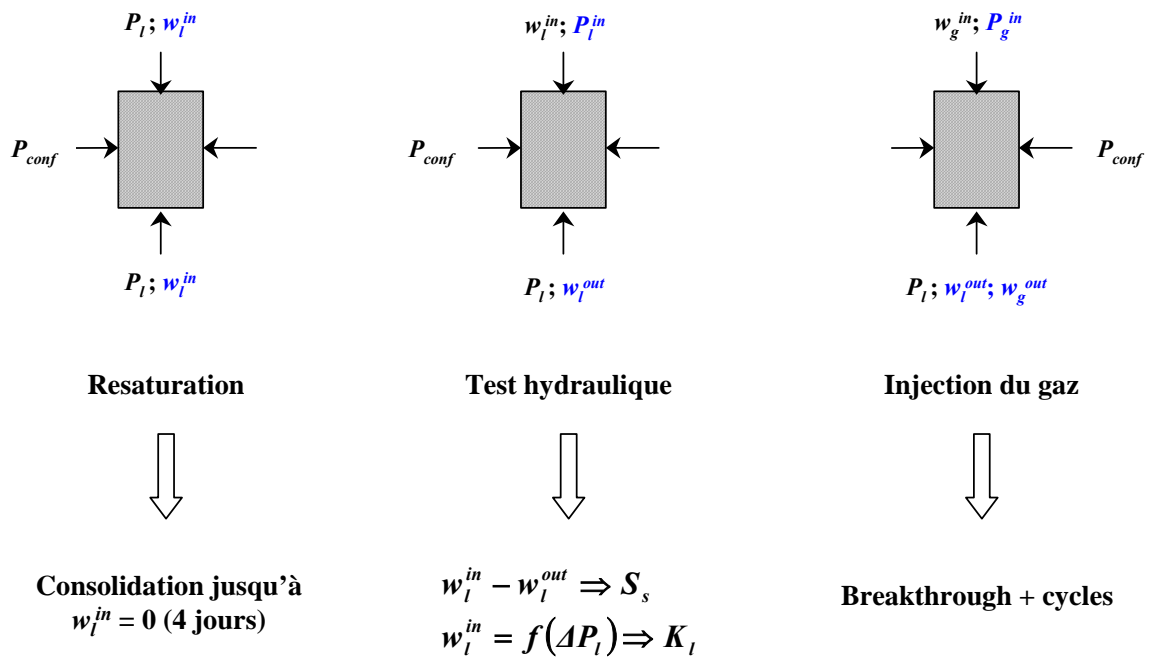 P_l ; w_l^in
w_l^in ; P_l^in
w_g^in ; P_g^in
P_conf
P_conf
P_conf
P_l ; w_l^in
P_l ; w_l^out
P_l ; w_l^out ; w_g^out
Resaturation
Test hydraulique
Injection du gaz
Consolidation jusqu'à
w_l^in = 0 (4 jours)
w_l^in − w_l^out ⇒ S_s
w_l^in = f(ΔP_l) ⇒ K_l
Breakthrough + cycles